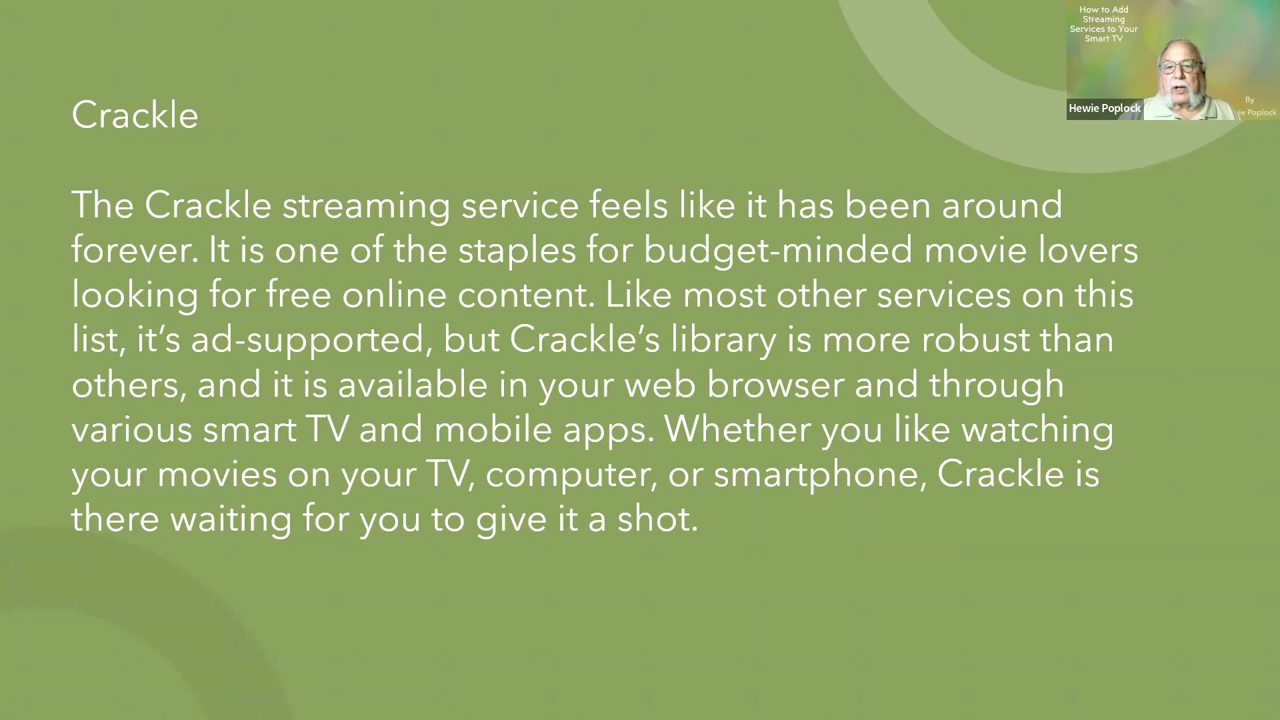 Crackle
The Crackle streaming service feels like it has been around
forever. It is one of the staples for budget-minded movie lovers
looking for free online content. Like most other services on this
list, it’s ad-supported, but Crackle’s library is more robust than
others, and it is available in your web browser and through
various smart TV and mobile apps. Whether you like watching
your movies on your TV, computer, or smartphone, Crackle is
there waiting for you to give it a shot.
How to Add
Streaming
Services to Your
Smart TV
Hewie Poplock
By
Poplock